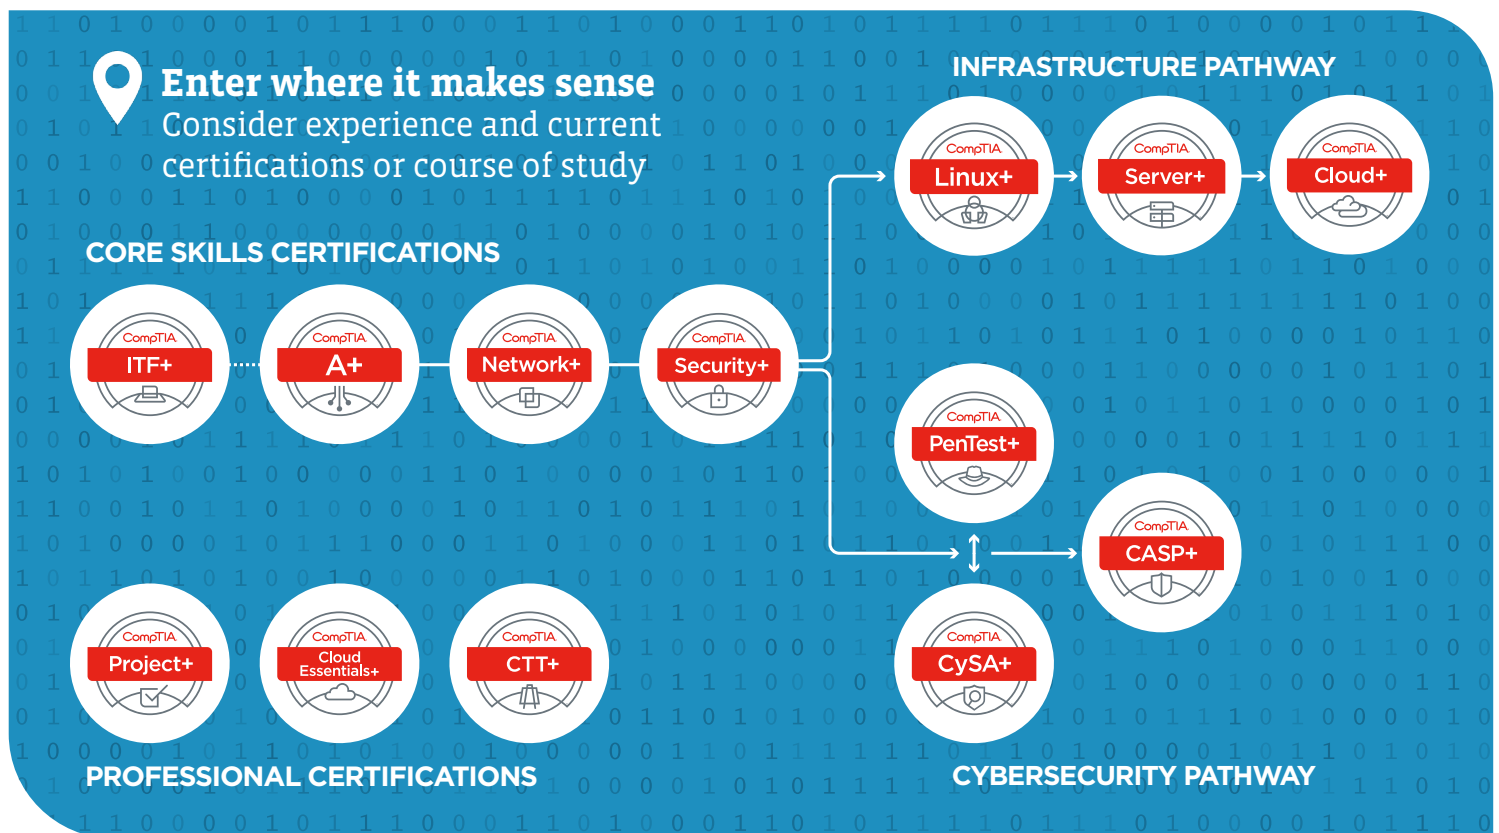 Enter where it makes sense
Consider experience and current
certifications or course of study
INFRASTRUCTURE PATHWAY
CompTIA
Linux+
CompTIA
Server+
CompTIA
Cloud+
CORE SKILLS CERTIFICATIONS
CompTIA
ITF+
CompTIA
A+
CompTIA
Network+
CompTIA
Security+
CompTIA
PenTest+
CompTIA
CASP+
CompTIA
CySA+
CYBERSECURITY PATHWAY
CompTIA
Project+
CompTIA
Cloud
Essentials+
CompTIA
CTT+
PROFESSIONAL CERTIFICATIONS